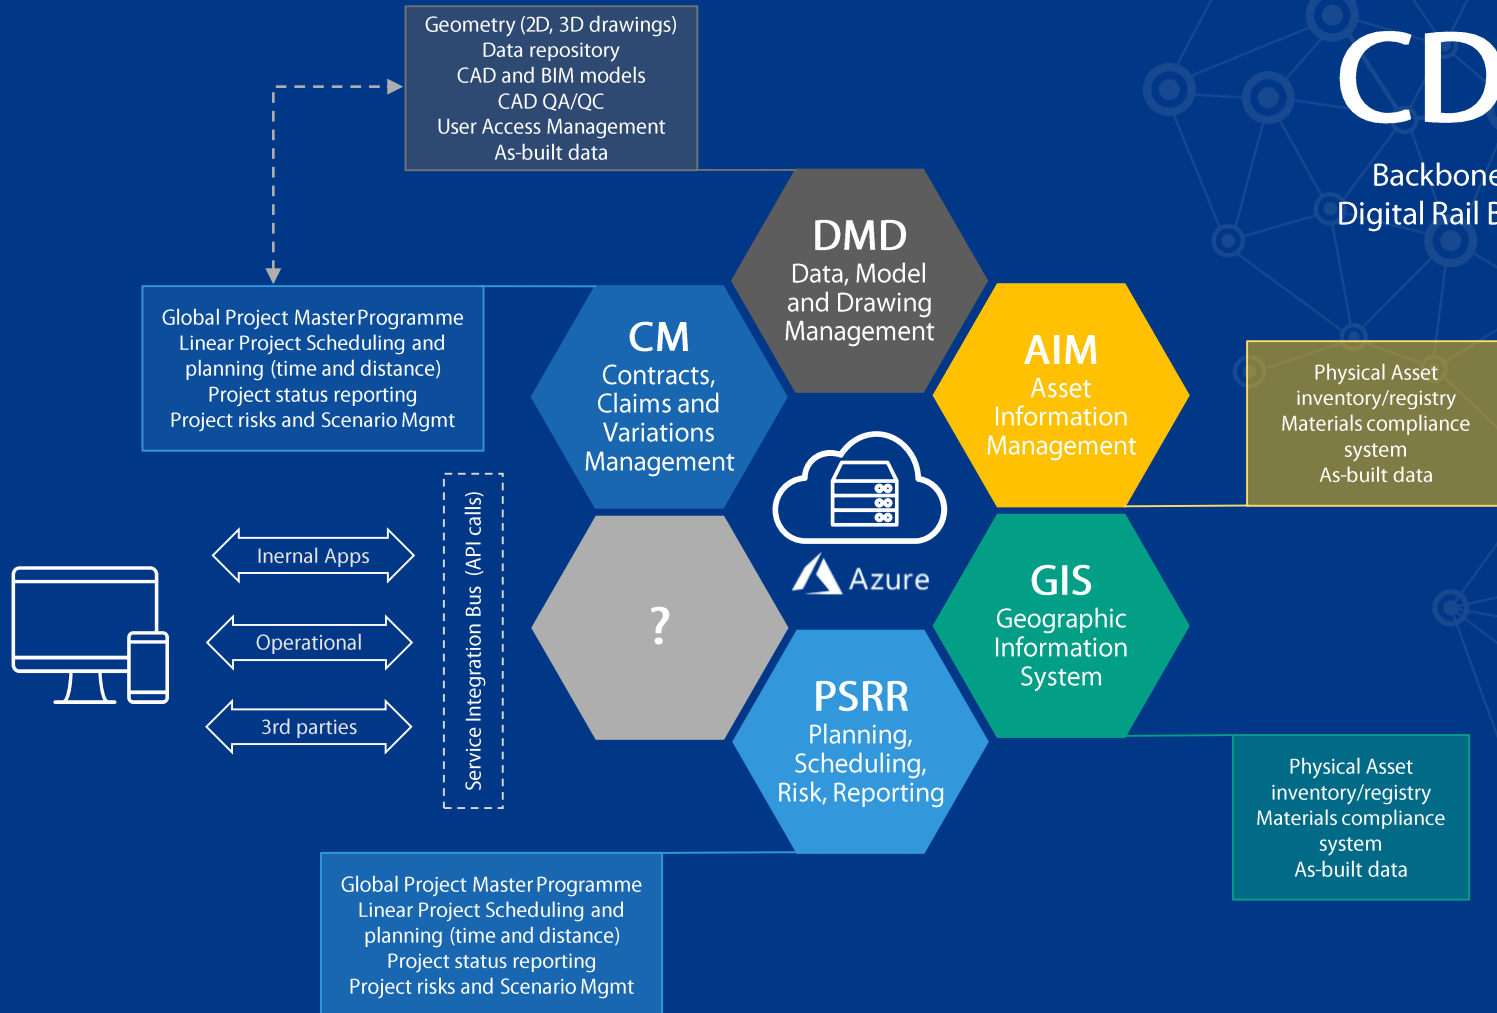 Geometry (2D, 3D drawings)
Data repository
CAD and BIM models
CAD QA/QC
User Access Management
As-built data
CD
Backbone
Digital Rail
DMD
Data, Model
and Drawing
Management
Global Project Master Programme
Linear Project Scheduling and
planning (time and distance)
Project status reporting
Project risks and Scenario Mgmt
CM
Contracts,
Claims and
Variations
Management
AIM
Asset
Information
Management
Physical Asset
inventory/registry
Materials compliance
system
As-built data
Inernal Apps
Operational
3rd parties
Service Integration Bus (API calls)
?
Azure
GIS
Geographic
Information
System
PSRR
Planning,
Scheduling,
Risk, Reporting
Physical Asset
inventory/registry
Materials compliance
system
As-built data
Global Project Master Programme
Linear Project Scheduling and
planning (time and distance)
Project status reporting
Project risks and Scenario Mgmt